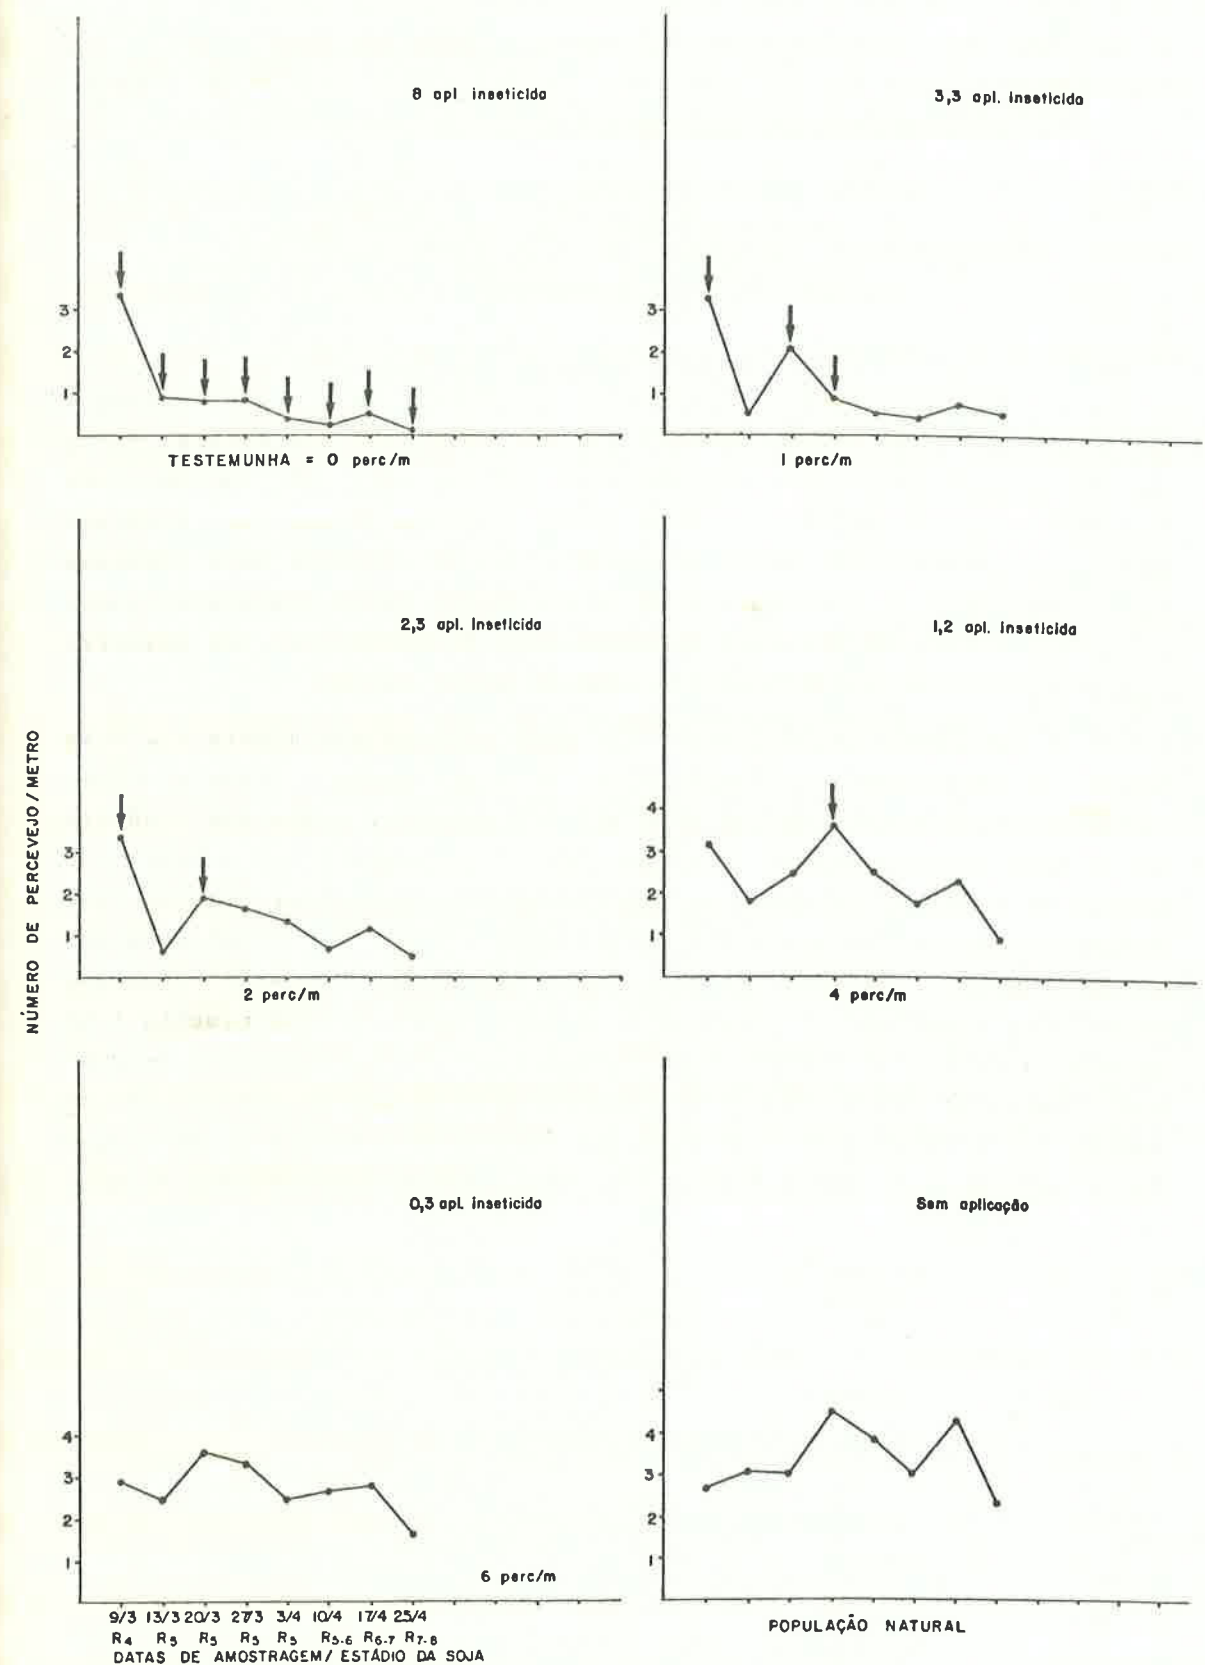 8 apl inseticida
3
2
1
TESTEMUNHA = 0 perc/m
3,3 apl. inseticida
3
2
1
1 perc/m
NÚMERO DE PERCEVEJO/METRO
2,3 apl. inseticida
3
2
1
2 perc/m
1,2 apl. inseticida
4
3
2
1
4 perc/m
0,3 apl. inseticida
4
3
2
1
6 perc/m
9/3 13/3 20/3 27/3 3/4 10/4 17/4 25/4
R4 R5 R5 R5 R5 R5-6 R6-7 R7-8
DATAS DE AMOSTRAGEM/ ESTÁDIO DA SOJA
Sem aplicação
4
3
2
1
POPULAÇÃO NATURAL